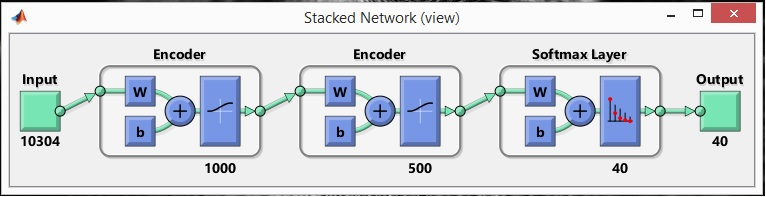 Stacked Network (view)
Encoder Encoder Softmax Layer
Input Output
W W W
b b b
10304 40
1000 500 40